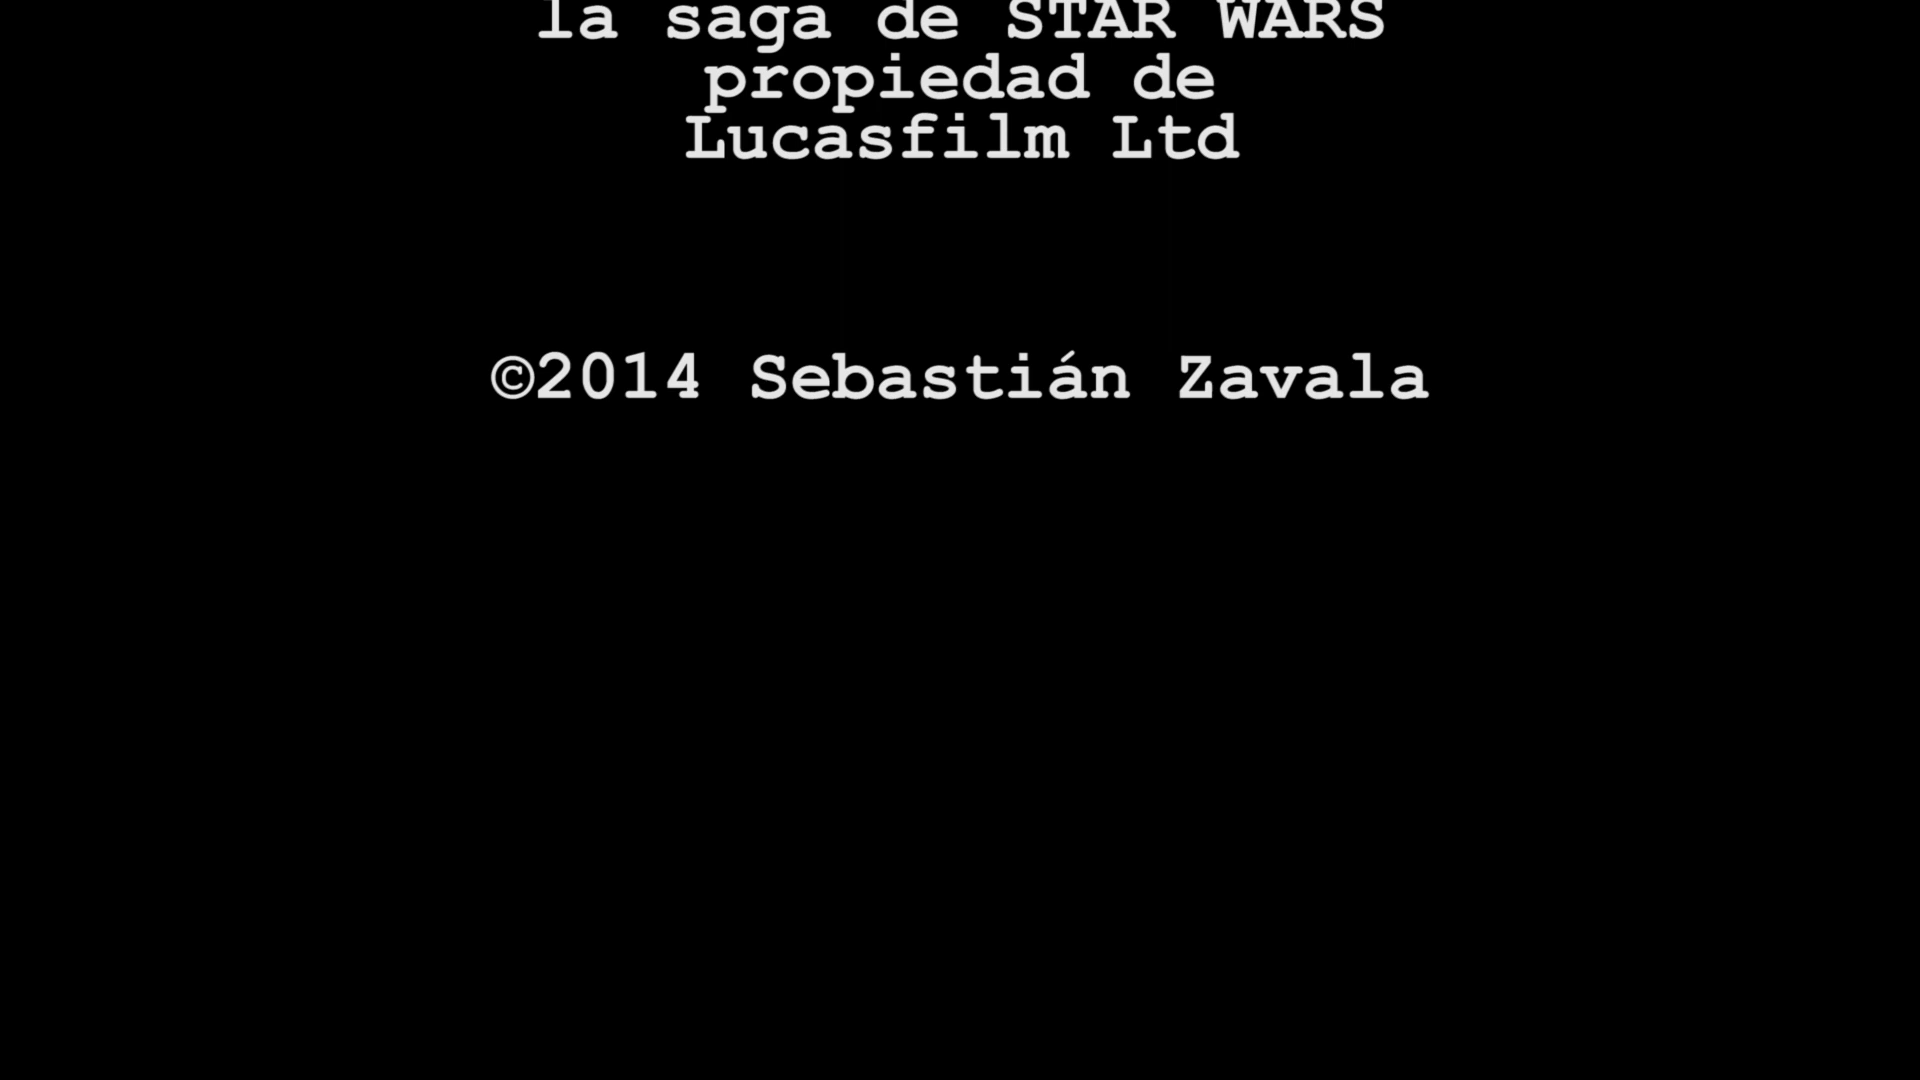 la saga de STAR WARS
propiedad de
Lucasfilm Ltd
©2014 Sebastián Zavala